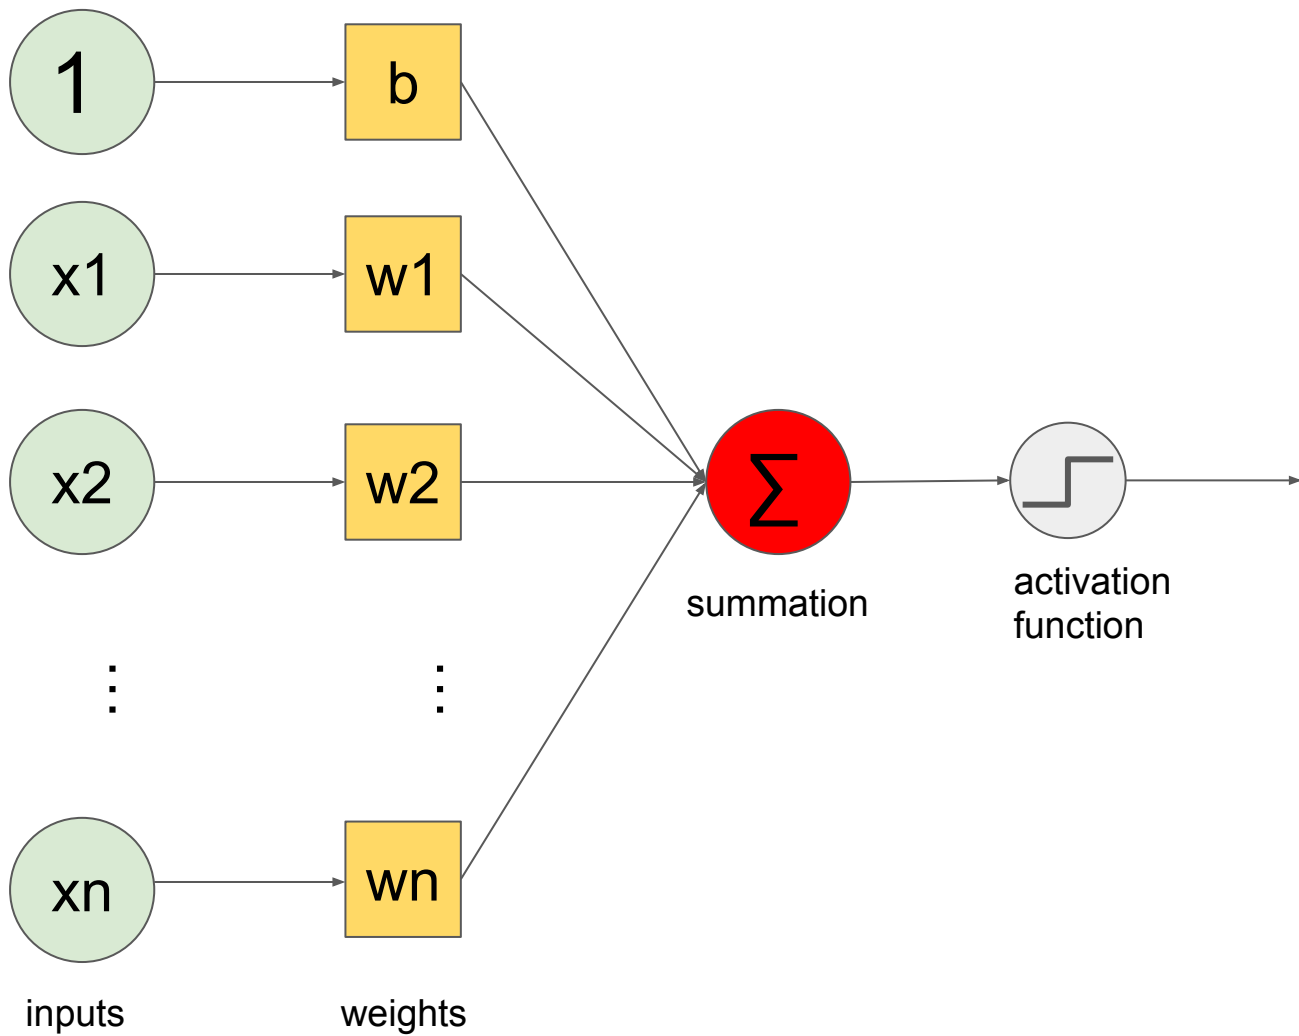 1
b
x1
w1
x2
w2
∑
summation
activation
function
⋮
⋮
xn
wn
inputs
weights